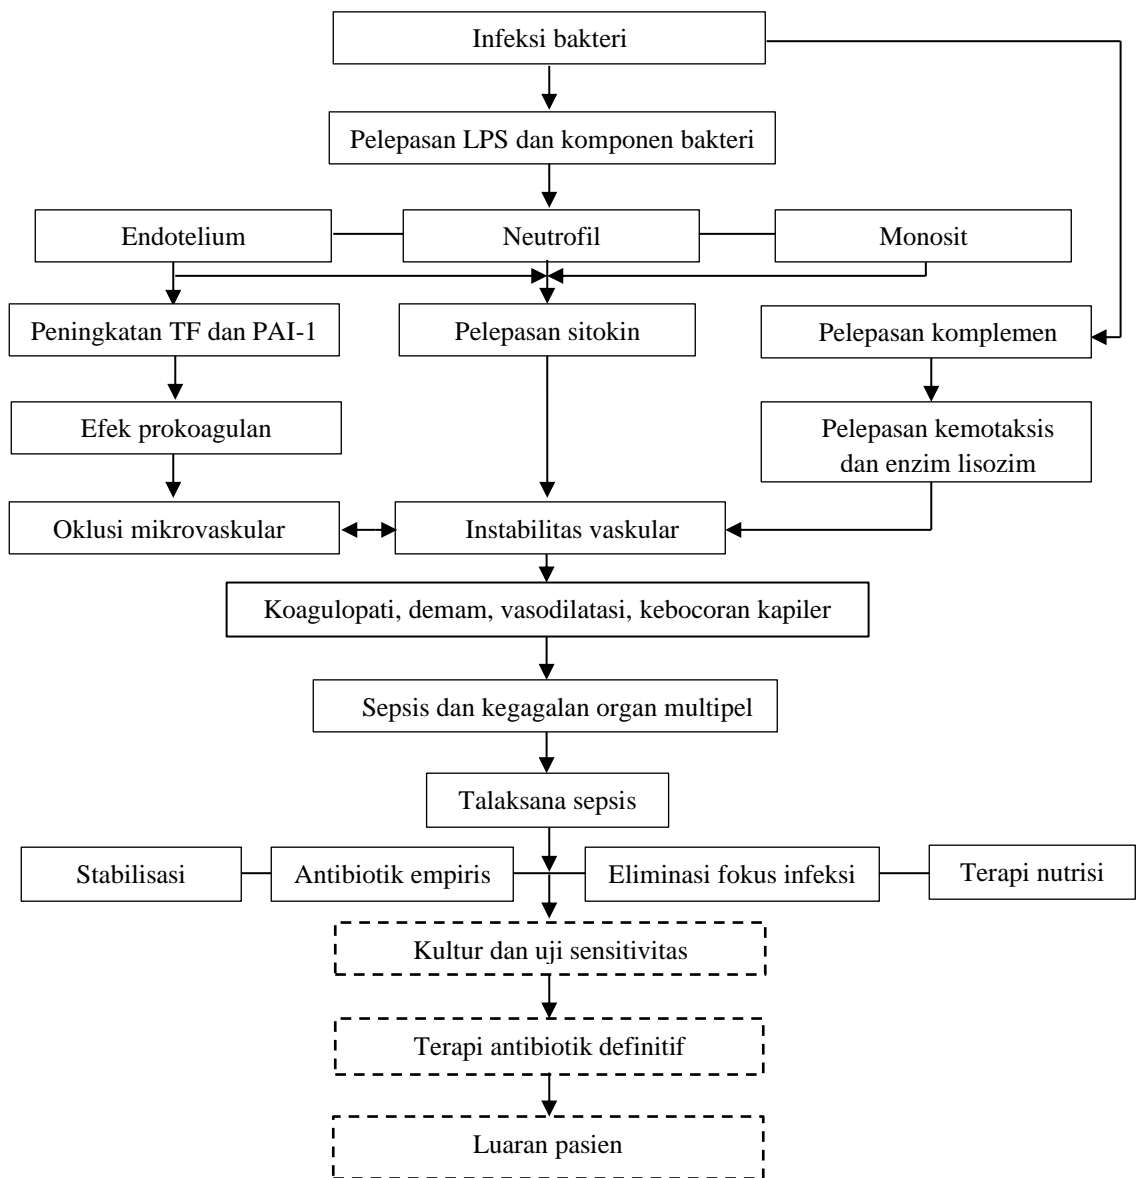 Infeksi bakteri
Pelepasan LPS dan komponen bakteri
Endotelium
Neutrofil
Monosit
Peningkatan TF dan PAI-1
Pelepasan sitokin
Pelepasan komplemen
Efek prokoagulan
Pelepasan kemotaksis
dan enzim lisozim
Oklusi mikrovaskular
Instabilitas vaskular
Koagulopati, demam, vasodilatasi, kebocoran kapiler
Sepsis dan kegagalan organ multipel
Talaksana sepsis
Stabilisasi
Antibiotik empiris
Eliminasi fokus infeksi
Terapi nutrisi
Kultur dan uji sensitivitas
Terapi antibiotik definitif
Luaran pasien